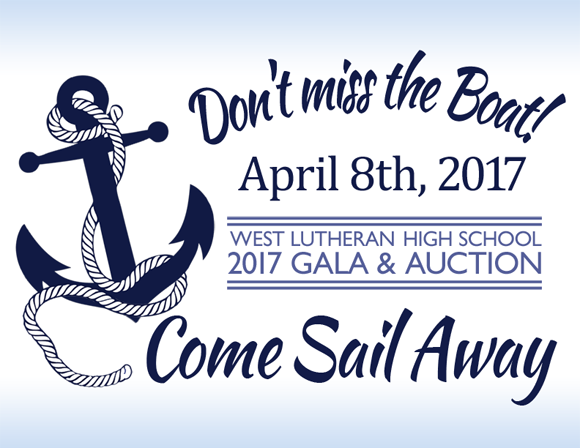 Don't miss the Boat!
April 8th, 2017
WEST LUTHERAN HIGH SCHOOL
2017 GALA & AUCTION
Come Sail Away